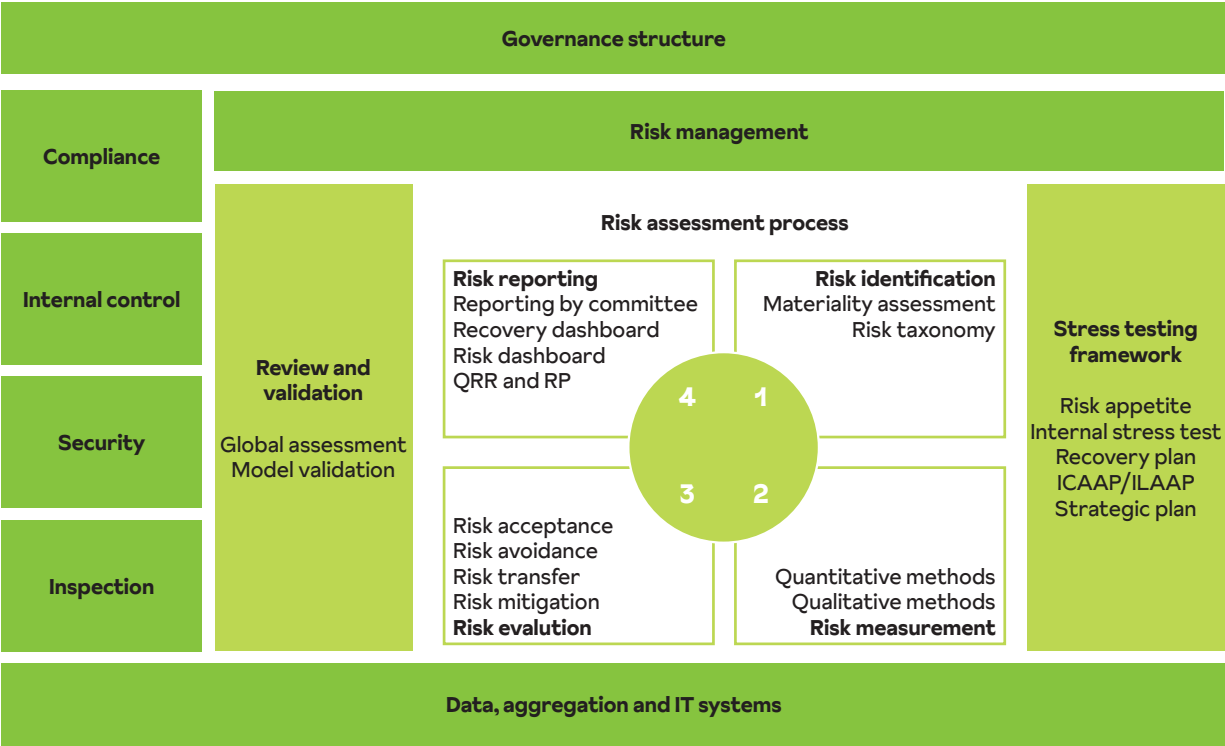 Governance structure
Compliance
Internal control
Security
Inspection
Risk management
Review and
validation
Global assessment
Model validation
Risk assessment process
Risk reporting
Reporting by committee
Recovery dashboard
Risk dashboard
QRR and RP
Risk identification
Materiality assessment
Risk taxonomy
4
1
3
2
Risk acceptance
Risk avoidance
Risk transfer
Risk mitigation
Risk evalution
Quantitative methods
Qualitative methods
Risk measurement
Stress testing
framework
Risk appetite
Internal stress test
Recovery plan
ICAAP/ILAAP
Strategic plan
Data, aggregation and IT systems